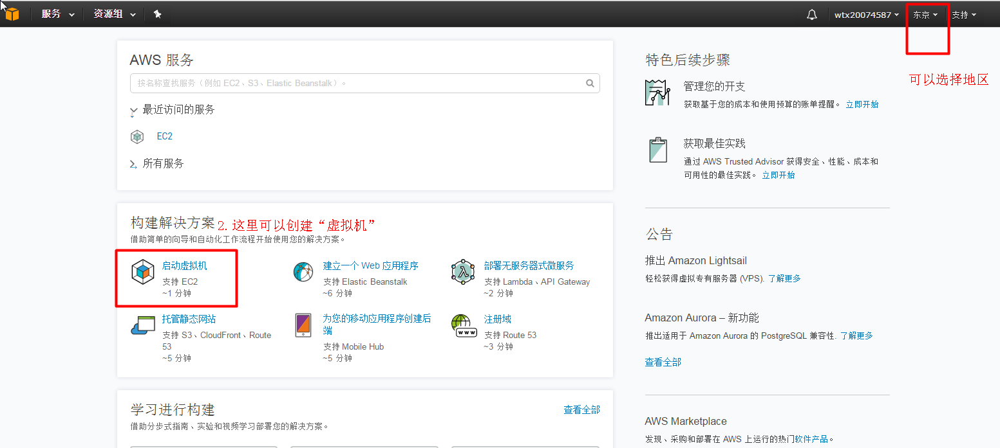 服务 资源组 wtx20074587 东京 支持
可以选择地区
AWS 服务
按名称查找服务（例如 EC2、S3、Elastic Beanstalk）。
最近访问的服务
EC2
所有服务
构建解决方案 2. 这里可以创建“虚拟机”
借助简单的向导和自动化工作流程开始使用您的解决方案。
启动虚拟机
支持 EC2
~1 分钟
建立一个 Web 应用程序
支持 Elastic Beanstalk
~6 分钟
部署无服务器式微服务
支持 Lambda、API Gateway
~2 分钟
托管静态网站
支持 S3、CloudFront、Route
53
~5 分钟
为您的移动应用程序创建后
端
支持 Mobile Hub
~5 分钟
注册域
支持 Route 53
~3 分钟
www
学习进行构建 查看全部
借助分步式指南、实验和视频学习部署您的解决方案。
特色后续步骤
管理您的开支
获取基于您的成本和使用预算的账单提醒。 立即开始
获取最佳实践
通过 AWS Trusted Advisor 获得安全、性能、成本和
可用性的最佳实践。 立即开始
公告
推出 Amazon Lightsail
轻松获得虚拟专有服务器 (VPS). 了解更多
Amazon Aurora – 新功能
推出适用于 Amazon Aurora 的 PostgreSQL 兼容性. 了解更多
查看全部
AWS Marketplace
发现、采购和部署在 AWS 上运行的热门软件产品。